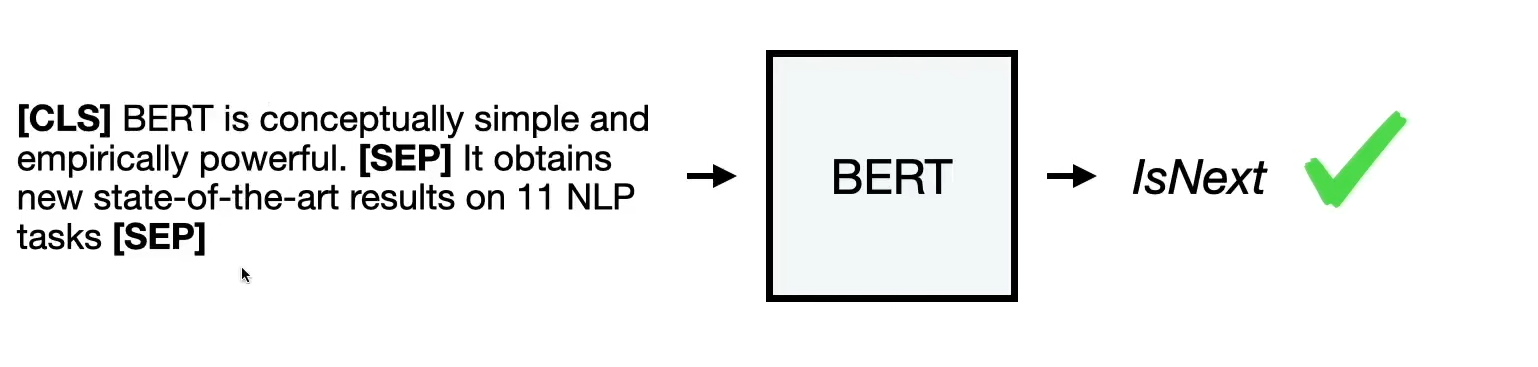 [CLS] BERT is conceptually simple and
empirically powerful. [SEP] It obtains
new state-of-the-art results on 11 NLP
tasks [SEP]
BERT
IsNext